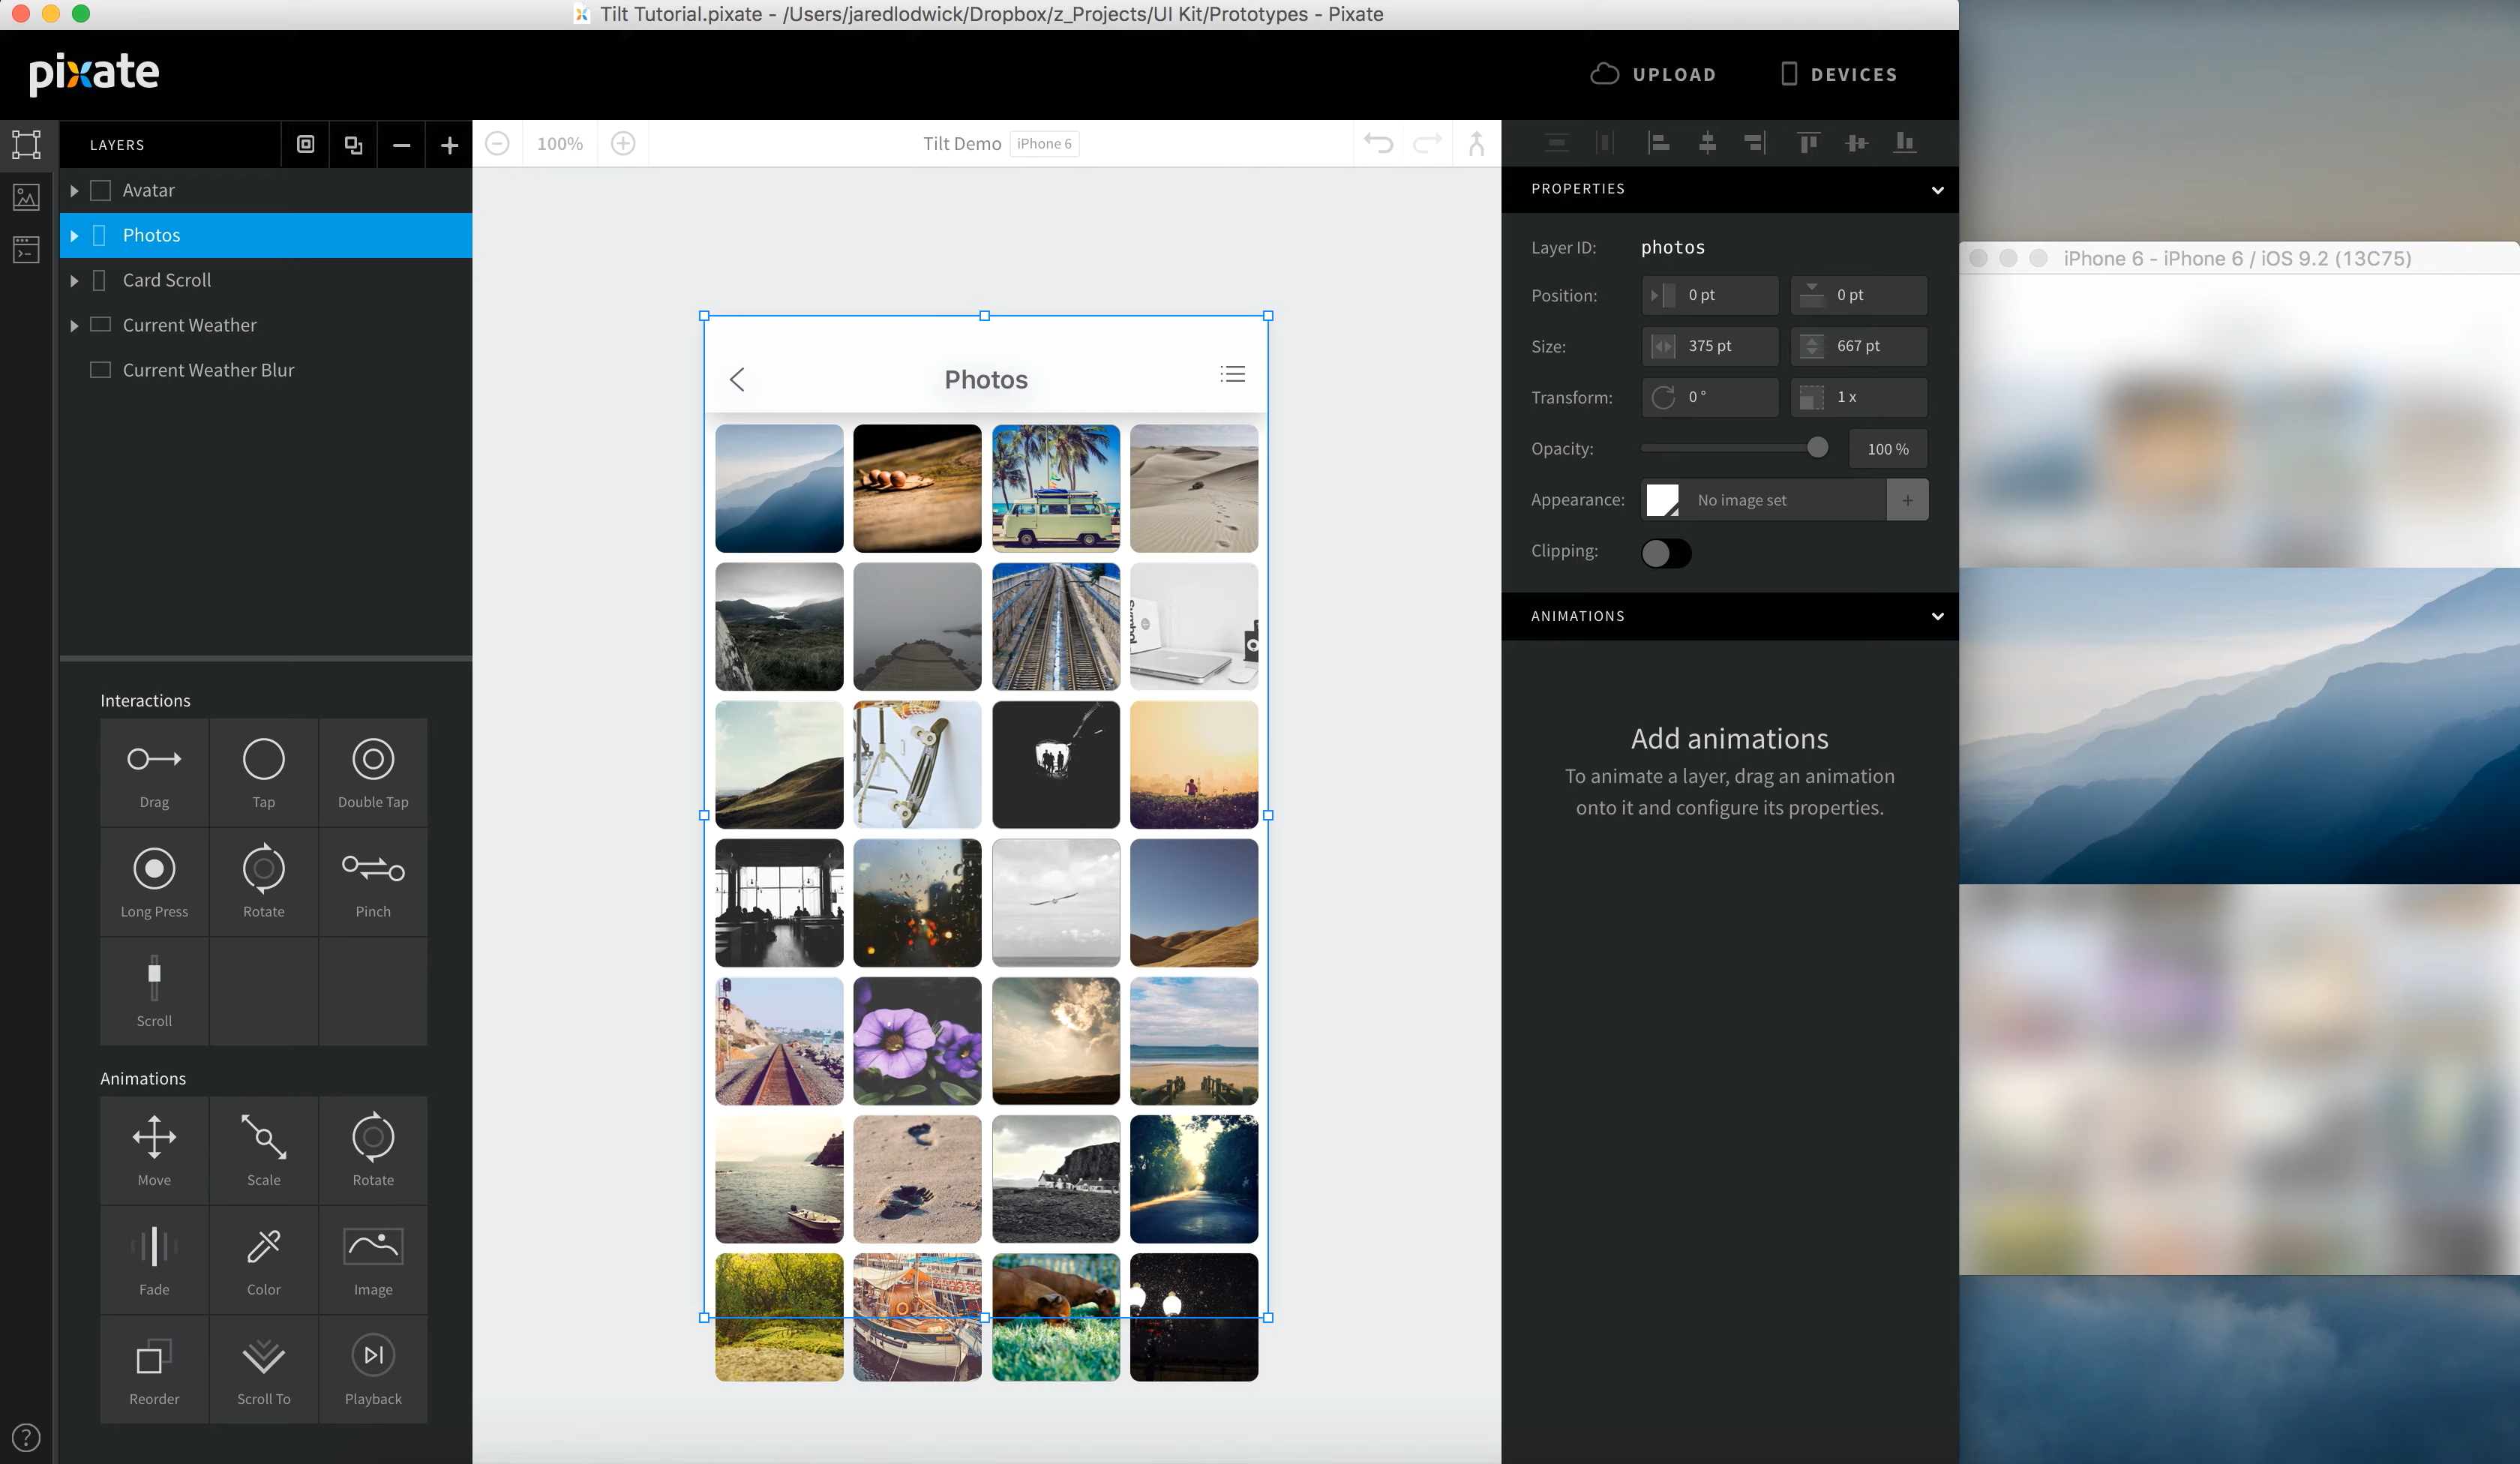 Tilt Tutorial.pixate - /Users/jaredlodwick/Dropbox/z_Projects/UI Kit/Prototypes - Pixate
pixate
UPLOAD
DEVICES
LAYERS
100%
Tilt Demo
iPhone 6
Avatar
Photos
Card Scroll
Current Weather
Current Weather Blur
Interactions
Drag
Tap
Double Tap
Long Press
Rotate
Pinch
Scroll
Animations
Move
Scale
Rotate
Fade
Color
Image
Reorder
Scroll To
Playback
?
Photos
PROPERTIES
Layer ID: photos
Position: 0 pt 0 pt
Size: 375 pt 667 pt
Transform: 0 ° 1 x
Opacity: 100 %
Appearance: No image set +
Clipping:
ANIMATIONS
Add animations
To animate a layer, drag an animation
onto it and configure its properties.
iPhone 6 - iPhone 6 / iOS 9.2 (13C75)